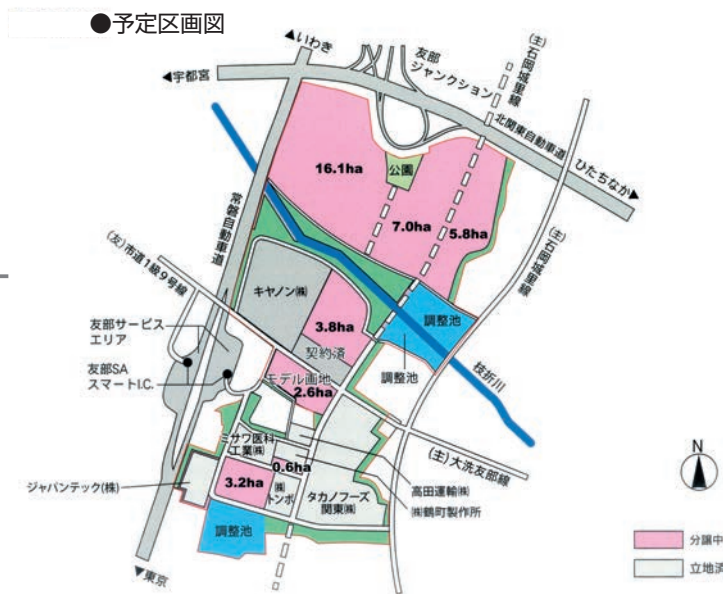 ●予定区画図
▲いわき
◀宇都宮
友部
ジャンクション
(主)石岡城里線
北関東自動車道
ひたちなか▶
16.1ha
公園
7.0ha
5.8ha
常磐自動車道
(主)石岡城里線
(友)市道1級9号線
キヤノン㈱
3.8ha
調整池
契約済
友部サービス
エリア
調整池
枝折川
友部SA
スマートI.C.
モデル画地
2.6ha
ミサワ医科
工業㈱
0.6ha
(主)大洗友部線
ジャパンテック(株)
3.2ha
㈱
トンボ
タカノフーズ
関東㈱
高田運輸㈱
㈱鶴町製作所
調整池
▼東京
N
分譲中
立地済